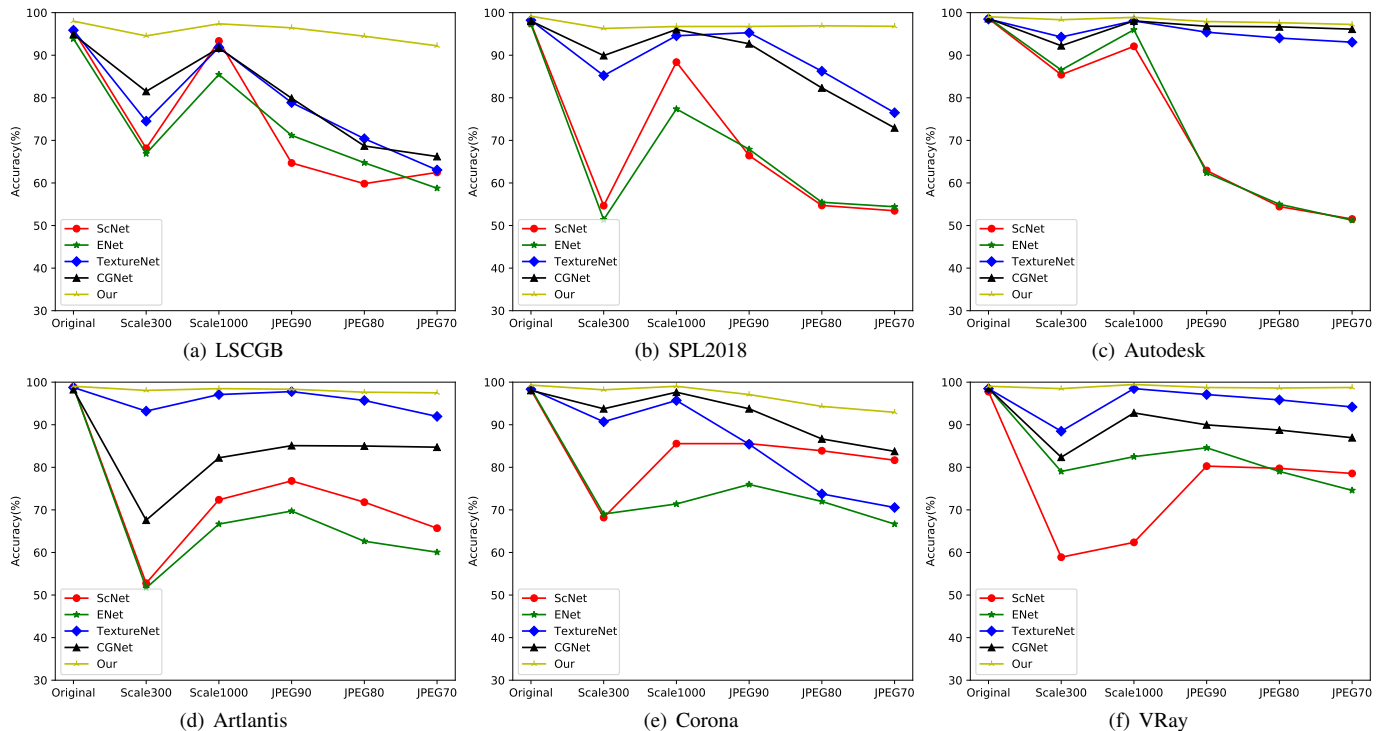 100
90
80
70
60
50
40
30
Accuracy(%)
ScNet
ENet
TextureNet
CGNet
Our
Original Scale300 Scale1000 JPEG90 JPEG80 JPEG70
(a) LSCGB
100
90
80
70
60
50
40
30
Accuracy(%)
ScNet
ENet
TextureNet
CGNet
Our
Original Scale300 Scale1000 JPEG90 JPEG80 JPEG70
(b) SPL2018
100
90
80
70
60
50
40
30
Accuracy(%)
ScNet
ENet
TextureNet
CGNet
Our
Original Scale300 Scale1000 JPEG90 JPEG80 JPEG70
(c) Autodesk
100
90
80
70
60
50
40
30
Accuracy(%)
ScNet
ENet
TextureNet
CGNet
Our
Original Scale300 Scale1000 JPEG90 JPEG80 JPEG70
(d) Artlantis
100
90
80
70
60
50
40
30
Accuracy(%)
ScNet
ENet
TextureNet
CGNet
Our
Original Scale300 Scale1000 JPEG90 JPEG80 JPEG70
(e) Corona
100
90
80
70
60
50
40
30
Accuracy(%)
ScNet
ENet
TextureNet
CGNet
Our
Original Scale300 Scale1000 JPEG90 JPEG80 JPEG70
(f) VRay